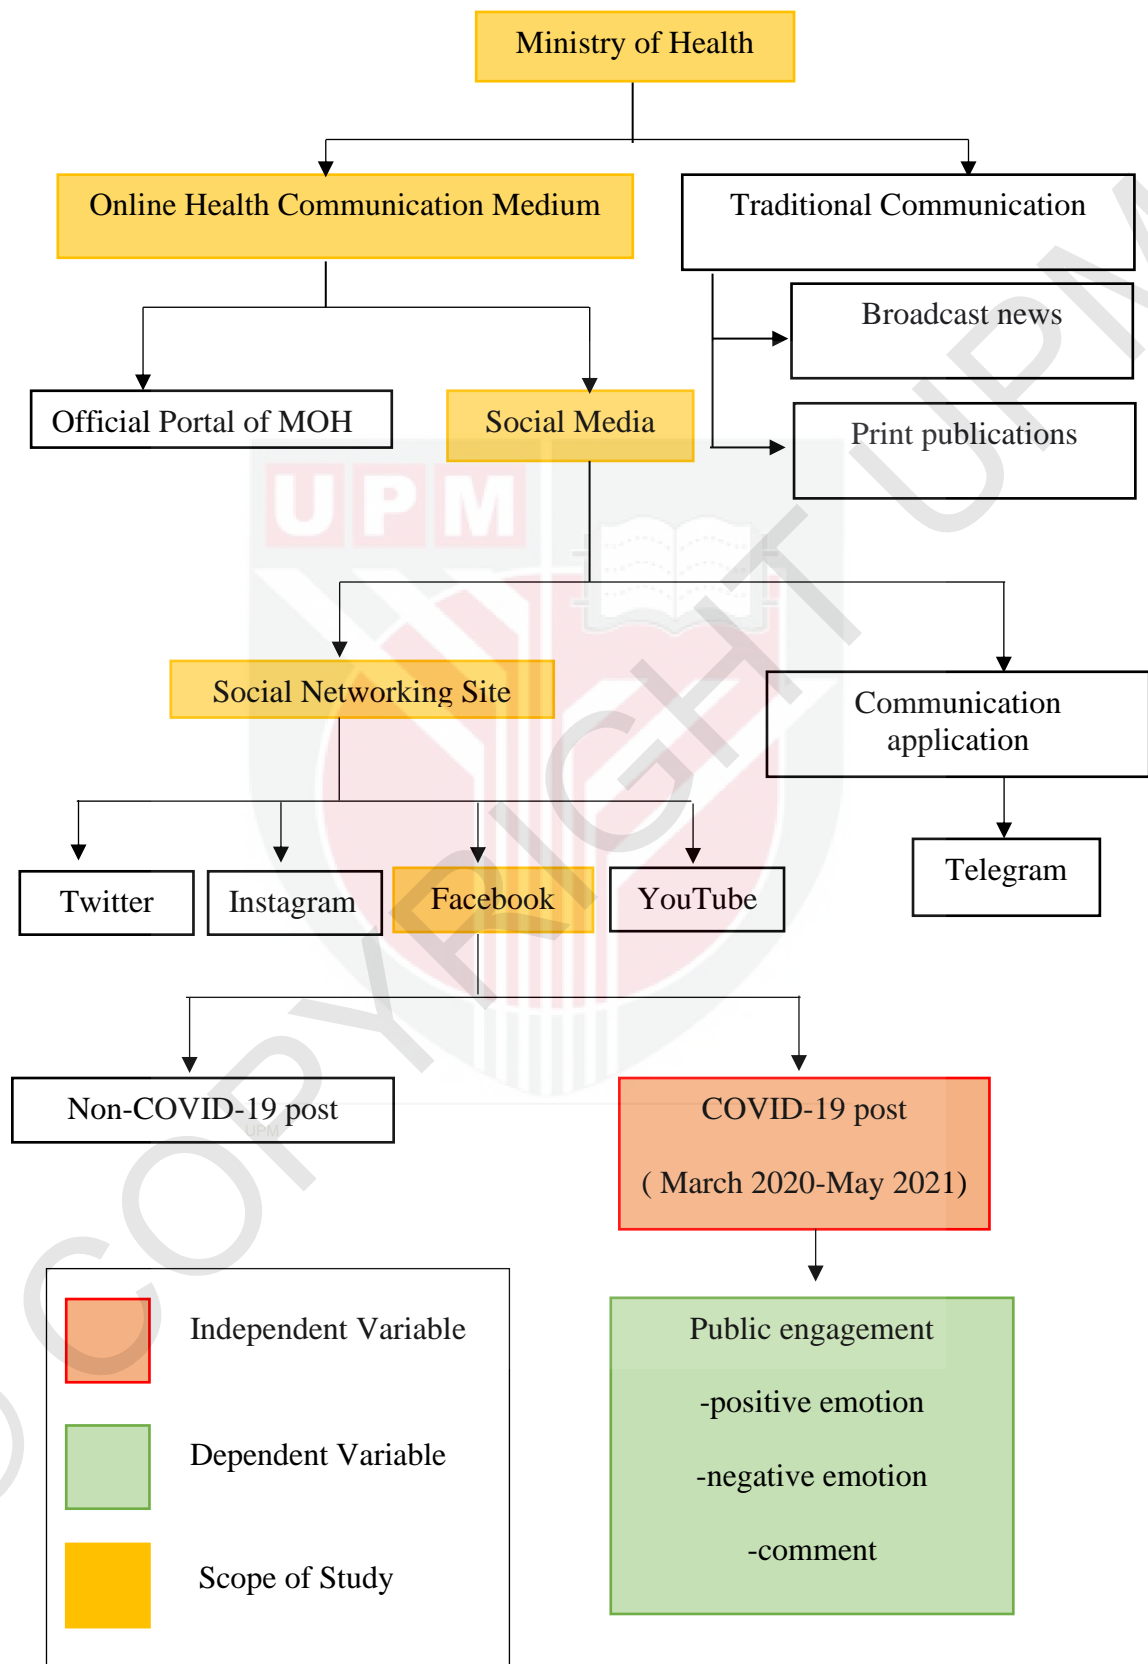 Ministry of Health
Online Health Communication Medium
Traditional Communication
Broadcast news
Official Portal of MOH
Social Media
Print publications
UPM
Social Networking Site
Communication
application
Twitter
Instagram
Facebook
YouTube
Telegram
Non-COVID-19 post
UPM
COVID-19 post
( March 2020-May 2021)
Independent Variable
Dependent Variable
Scope of Study
Public engagement
-positive emotion
-negative emotion
-comment
© COPYRIGHT UPM